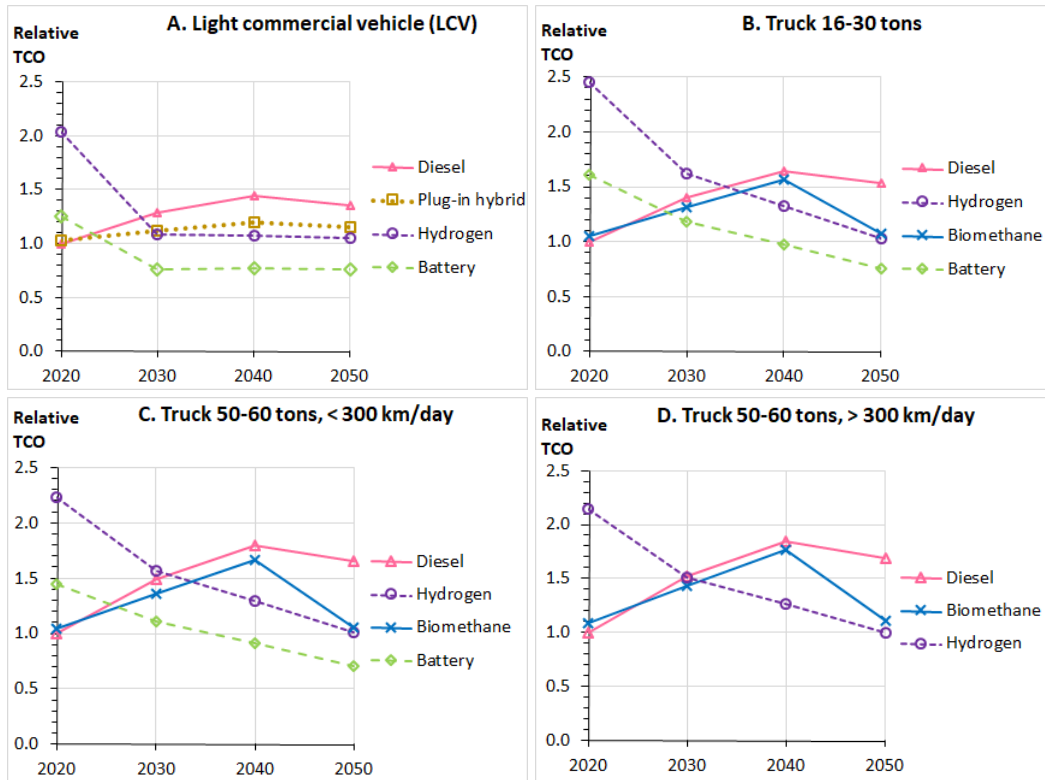 A. Light commercial vehicle (LCV)
Relative
TCO
2.5
2.0
1.5
1.0
0.5
0.0
2020 2030 2040 2050
Diesel
Plug-in hybrid
Hydrogen
Battery
B. Truck 16-30 tons
Relative
TCO
2.5
2.0
1.5
1.0
0.5
0.0
2020 2030 2040 2050
Diesel
Hydrogen
Biomethane
Battery
C. Truck 50-60 tons, < 300 km/day
Relative
TCO
2.5
2.0
1.5
1.0
0.5
0.0
2020 2030 2040 2050
Diesel
Hydrogen
Biomethane
Battery
D. Truck 50-60 tons, > 300 km/day
Relative
TCO
2.5
2.0
1.5
1.0
0.5
0.0
2020 2030 2040 2050
Diesel
Biomethane
Hydrogen